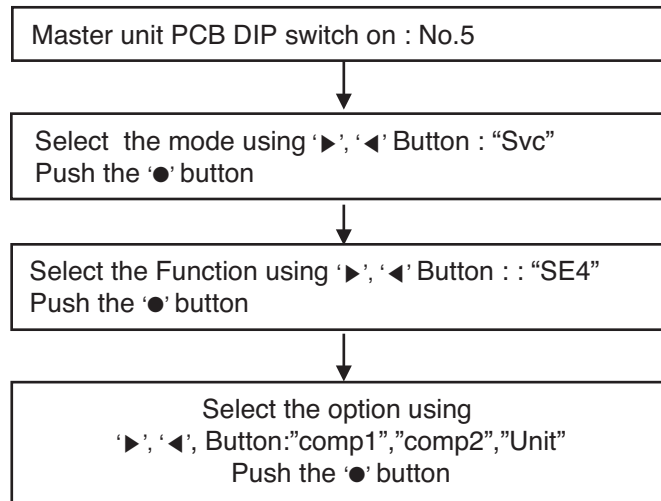 Master unit PCB DIP switch on : No.5
Select the mode using ‘▶’, ‘◀’ Button : “Svc”
Push the ‘●’ button
Select the Function using ‘▶’, ‘◀’ Button : : “SE4”
Push the ‘●’ button
Select the option using
‘▶’, ‘◀’, Button:”comp1”,”comp2”,”Unit”
Push the ‘●’ button